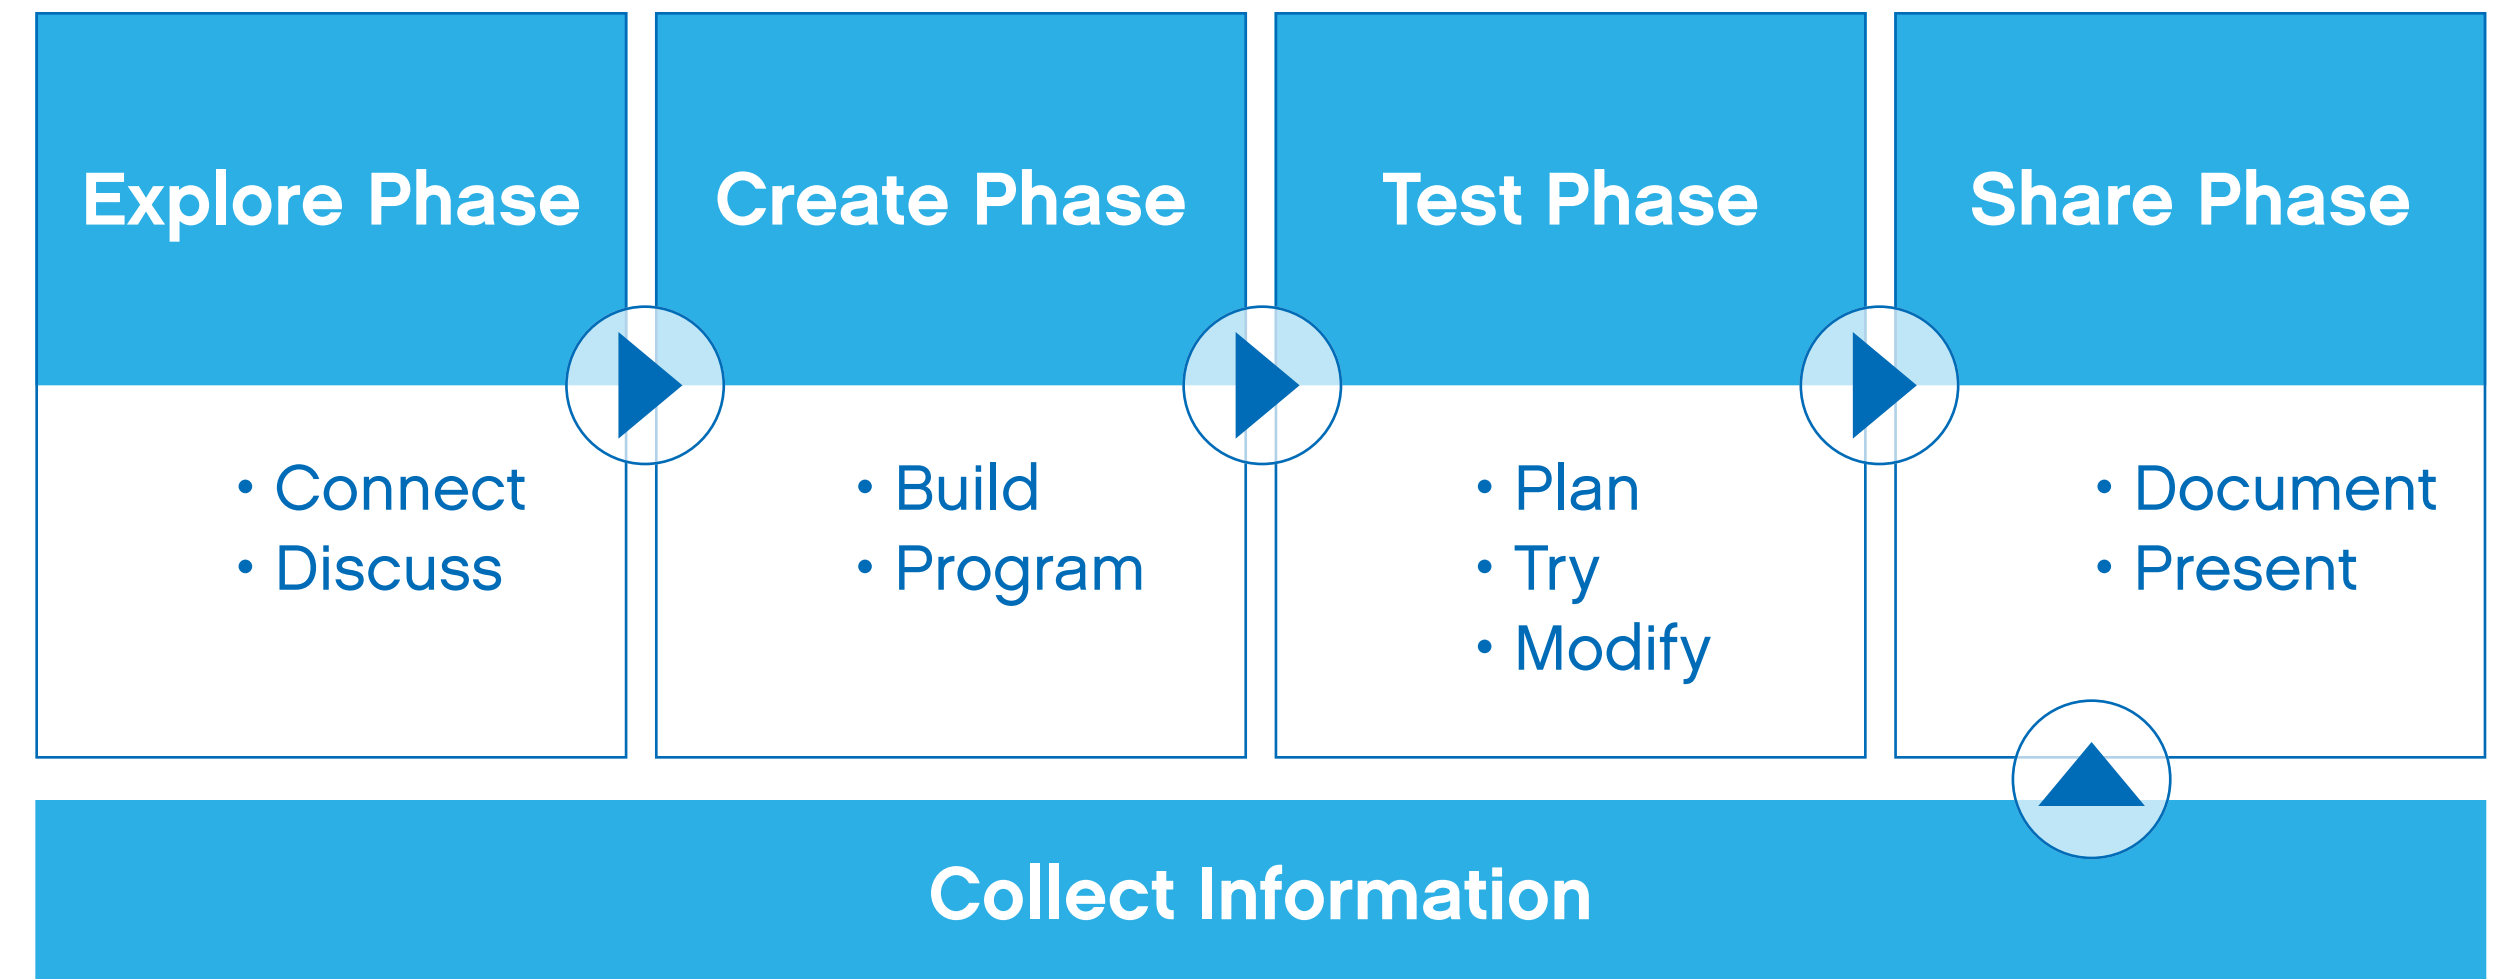 Explore Phase
• Connect
• Discuss
Create Phase
• Build
• Program
Test Phase
• Plan
• Try
• Modify
Share Phase
• Document
• Present
Collect Information